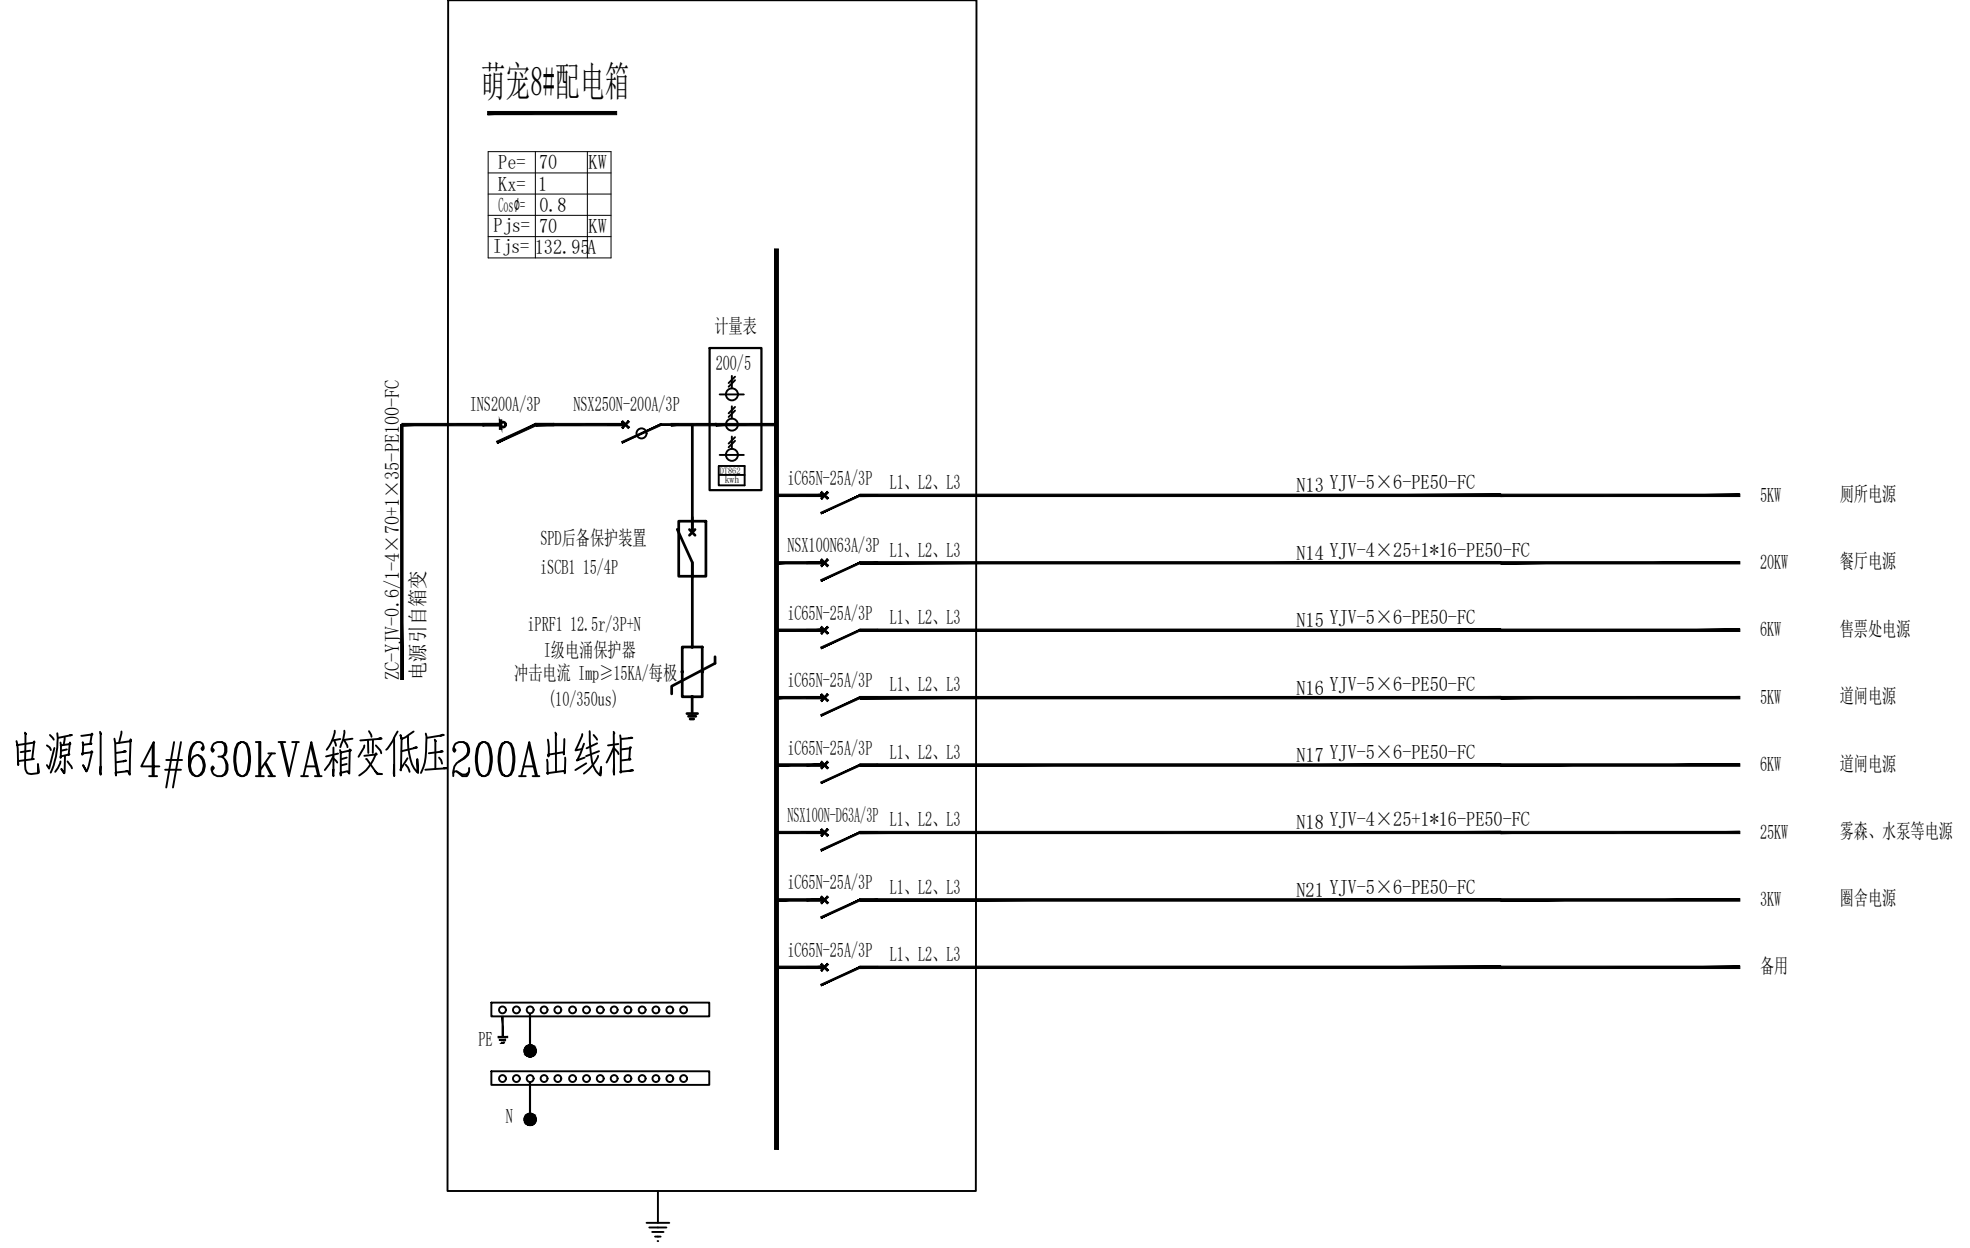 萌宠8#配电箱
Pe= 70 KW
Kx= 1
Cosφ= 0.8
Pjs= 70 KW
Ijs= 132.95A
计量表
200/5
DT862
kwh
INS200A/3P
NSX250N-200A/3P
ZC-YJV-0.6/1-4×70+1×35-PE100-FC
电源引自箱变
SPD后备保护装置
iSCB1 15/4P
iPRF1 12.5r/3P+N
I级电涌保护器
冲击电流 Imp≥15KA/每极
(10/350us)
电源引自4#630kVA箱变低压200A出线柜
iC65N-25A/3P L1、L2、L3 N13 YJV-5×6-PE50-FC 5KW 厕所电源
NSX100N63A/3P L1、L2、L3 N14 YJV-4×25+1*16-PE50-FC 20KW 餐厅电源
iC65N-25A/3P L1、L2、L3 N15 YJV-5×6-PE50-FC 6KW 售票处电源
iC65N-25A/3P L1、L2、L3 N16 YJV-5×6-PE50-FC 5KW 道闸电源
iC65N-25A/3P L1、L2、L3 N17 YJV-5×6-PE50-FC 6KW 道闸电源
NSX100N-D63A/3P L1、L2、L3 N18 YJV-4×25+1*16-PE50-FC 25KW 雾森、水泵等电源
iC65N-25A/3P L1、L2、L3 N21 YJV-5×6-PE50-FC 3KW 圈舍电源
iC65N-25A/3P L1、L2、L3 备用
PE
N